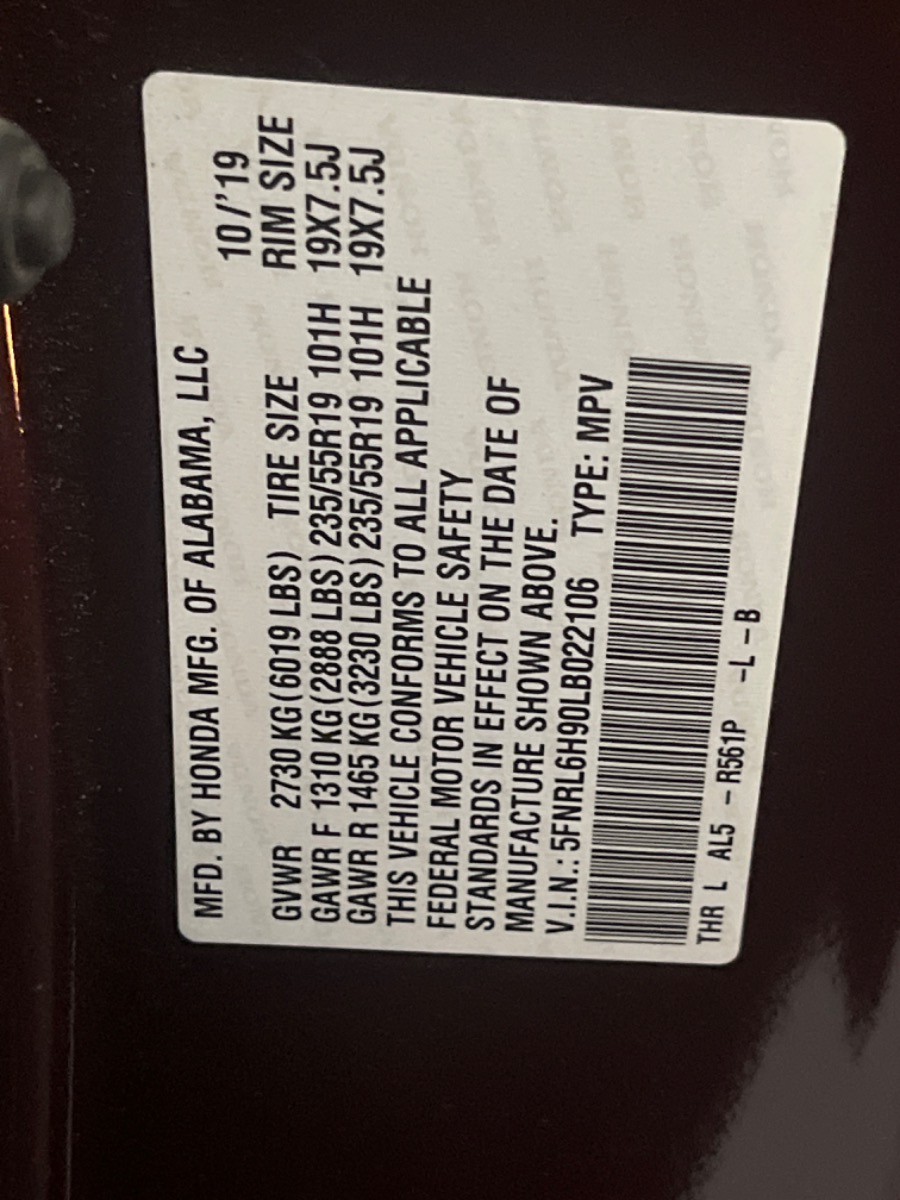 MFD. BY HONDA MFG. OF ALABAMA, LLC
10/'19
GVWR 2730 KG(6019 LBS) TIRE SIZE RIM SIZE
GAWR F 1310 KG(2888 LBS) 235/55R19 101H 19X7.5J
GAWR R 1465 KG(3230 LBS) 235/55R19 101H 19X7.5J
THIS VEHICLE CONFORMS TO ALL APPLICABLE
FEDERAL MOTOR VEHICLE SAFETY
STANDARDS IN EFFECT ON THE DATE OF
MANUFACTURE SHOWN ABOVE.
V.I.N.: 5FNRL6H90LB022106 TYPE: MPV
THR L AL5 - R561P -L-B